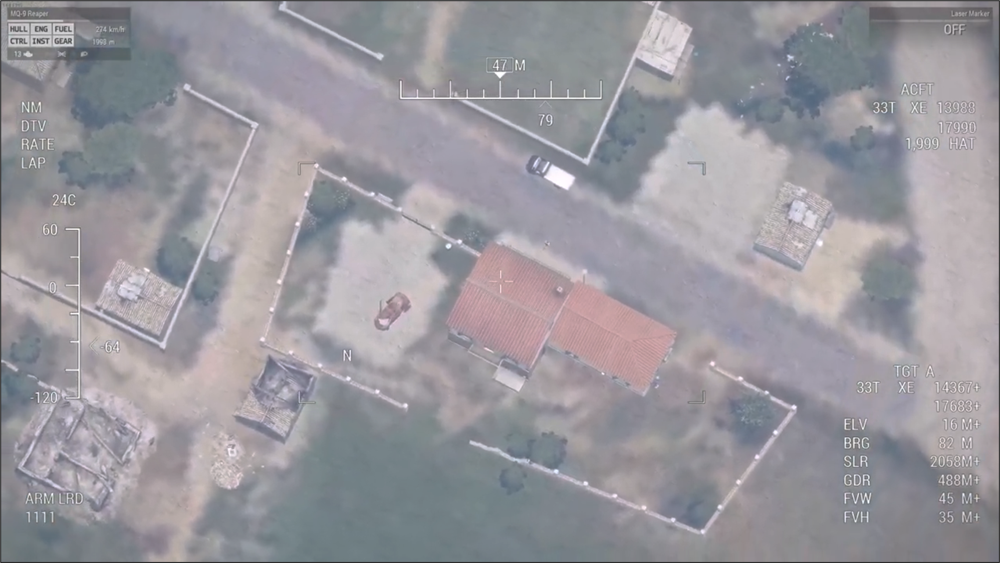 MQ-9 Reaper
HULL ENG FUEL 274 km/h
CTRL INST GEAR 1998 m
13
Laser Marker
OFF
47 M
79
NM
DTV
RATE
LAP
ACFT
33T XE 13988
17990
1,999 HAT
24C
60
0
-64
-120
N
TGT A
33T XE 14367+
17683+
ELV 16 M+
BRG 82 M
SLR 2058M+
GDR 488M+
FVW 45 M+
FVH 35 M+
ARM LRD
1111